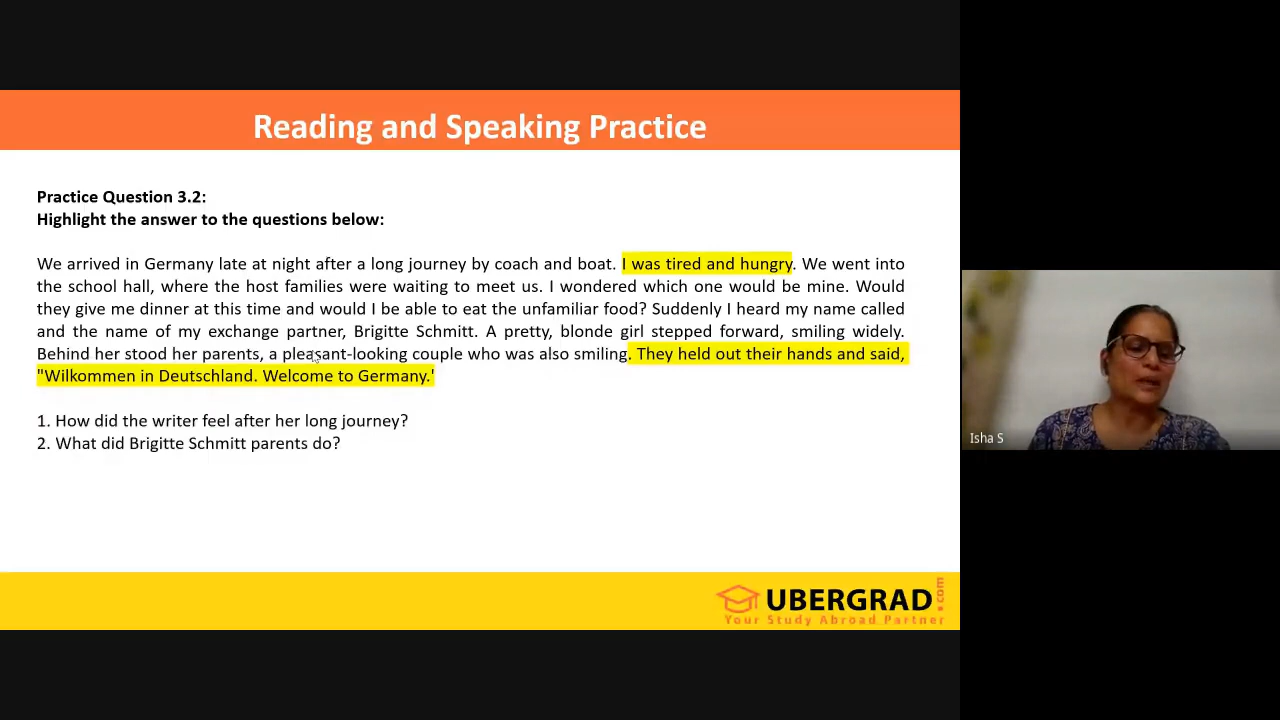 Reading and Speaking Practice
Practice Question 3.2:
Highlight the answer to the questions below:
We arrived in Germany late at night after a long journey by coach and boat. I was tired and hungry. We went into
the school hall, where the host families were waiting to meet us. I wondered which one would be mine. Would
they give me dinner at this time and would I be able to eat the unfamiliar food? Suddenly I heard my name called
and the name of my exchange partner, Brigitte Schmitt. A pretty, blonde girl stepped forward, smiling widely.
Behind her stood her parents, a pleasant-looking couple who was also smiling. They held out their hands and said,
"Wilkommen in Deutschland. Welcome to Germany.'
1. How did the writer feel after her long journey?
2. What did Brigitte Schmitt parents do?
Isha S
UBERGRAD.com
Your Study Abroad Partner